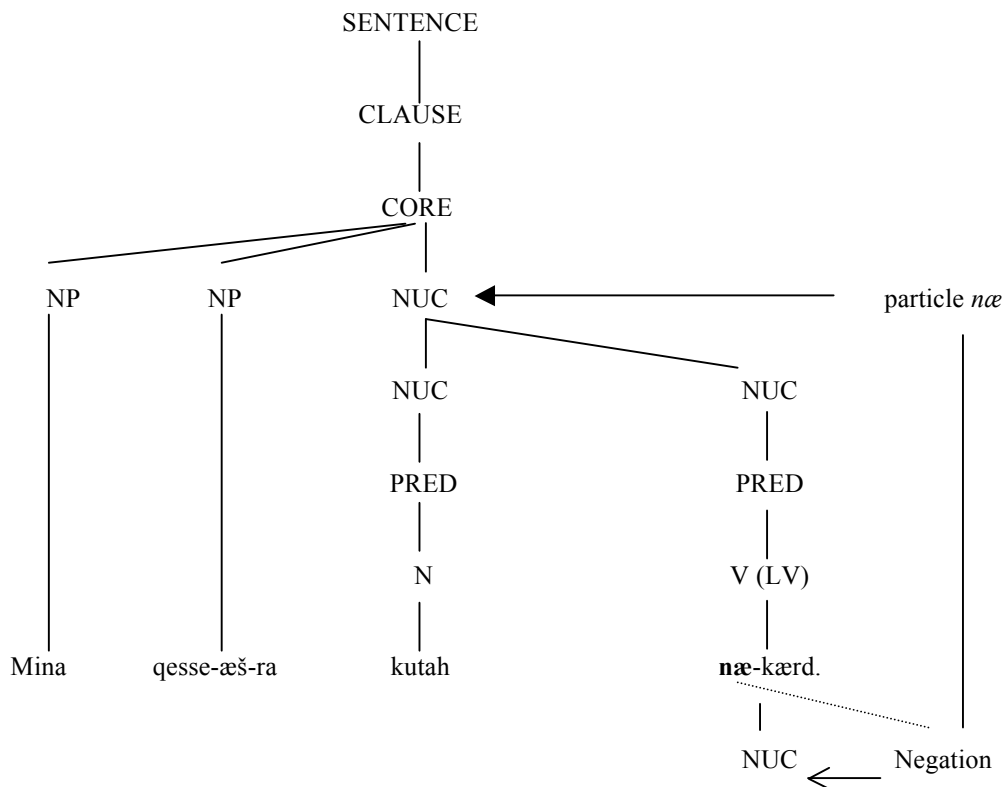 SENTENCE
CLAUSE
CORE
NP NP NUC particle næ
NUC NUC
PRED PRED
N V (LV)
Mina qesse-æš-ra kutah næ-kærd.
NUC Negation